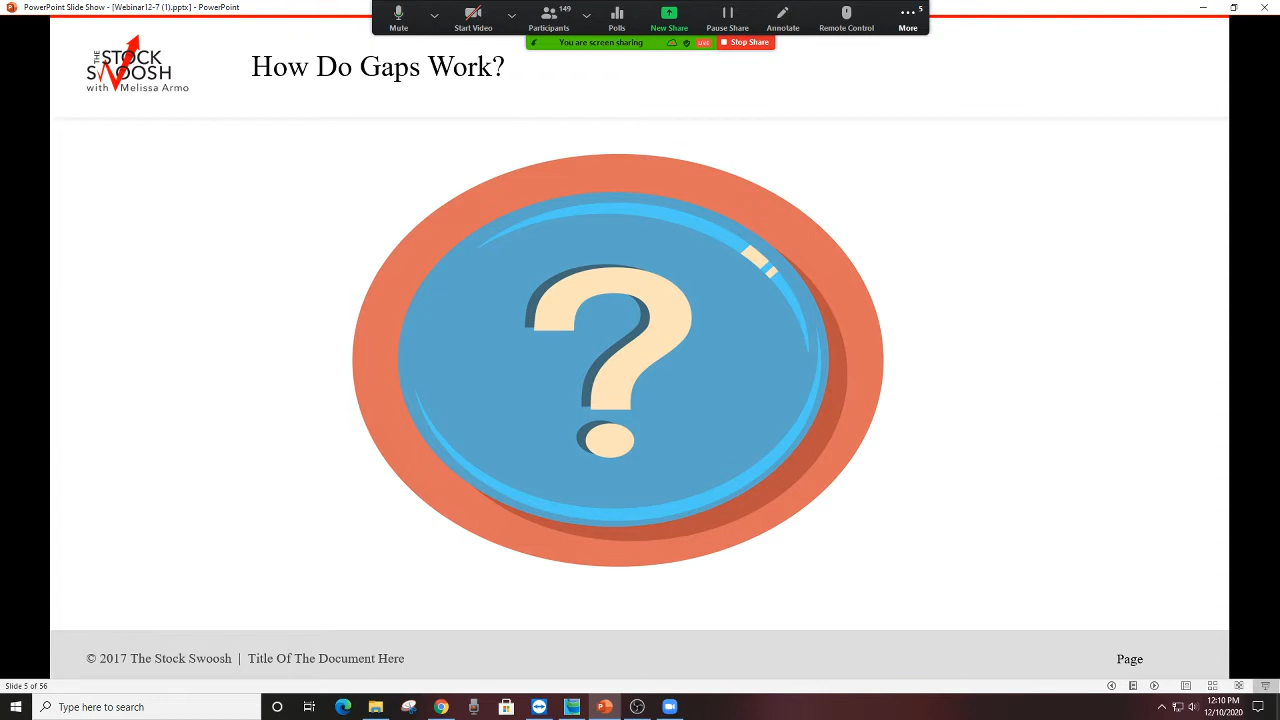 PowerPoint Slide Show - [Webinar12-7 (1).pptx] - PowerPoint
149
5
Mute
Start Video
Participants
Polls
New Share
Pause Share
Annotate
Remote Control
More
You are screen sharing
LIVE
Stop Share
THE
STOCK
SWOOSH
with Melissa Armo
How Do Gaps Work?
?
© 2017 The Stock Swoosh | Title Of The Document Here
Page
Slide 5 of 56
Type here to search
12:10 PM
12/10/2020